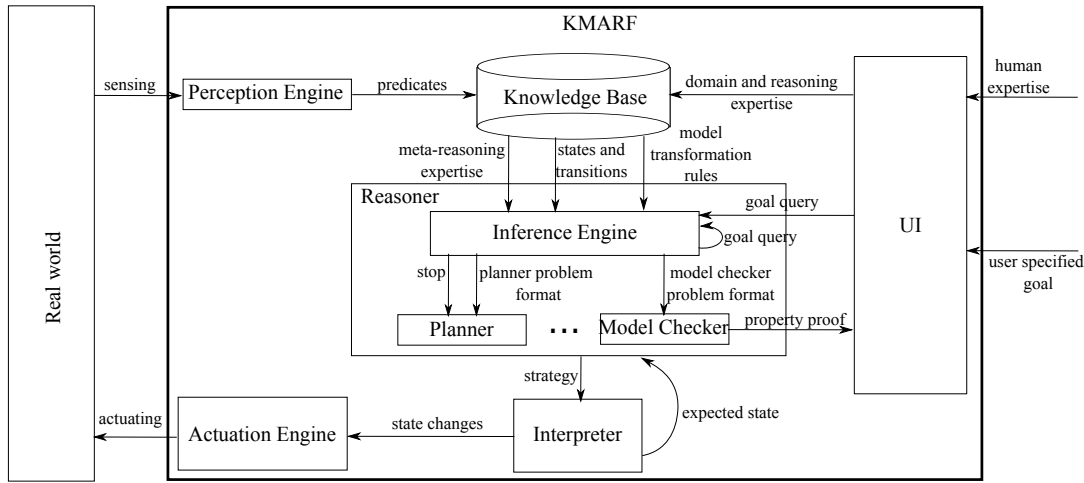 KMARF
human
expertise
sensing
Perception Engine
predicates
Knowledge Base
domain and reasoning
expertise
meta-reasoning
expertise
states and
transitions
model
transformation
rules
Reasoner
goal query
Inference Engine
goal query
UI
Real world
stop
planner problem
format
model checker
problem format
user specified
goal
Planner
...
Model Checker
property proof
strategy
expected state
actuating
Actuation Engine
state changes
Interpreter